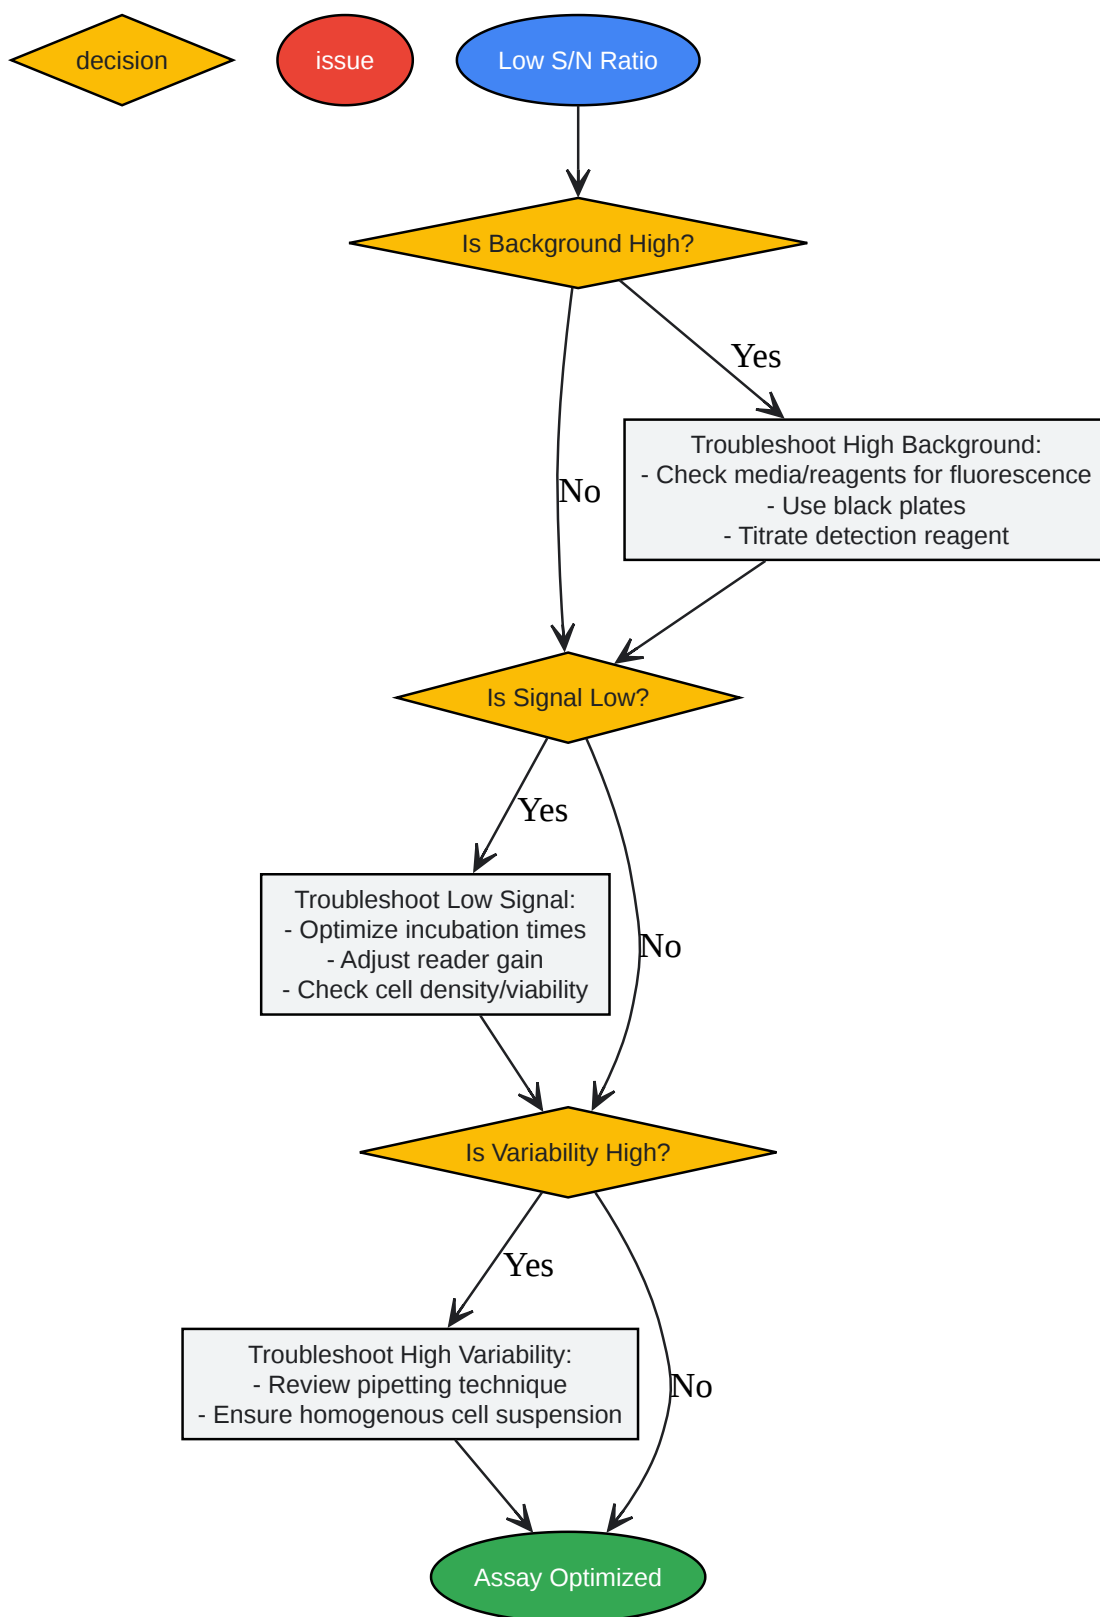 decision
issue
Low S/N Ratio
Is Background High?
Yes
Troubleshoot High Background:
- Check media/reagents for fluorescence
- Use black plates
- Titrate detection reagent
No
Is Signal Low?
Yes
Troubleshoot Low Signal:
- Optimize incubation times
- Adjust reader gain
- Check cell density/viability
No
Is Variability High?
Yes
Troubleshoot High Variability:
- Review pipetting technique
- Ensure homogenous cell suspension
No
Assay Optimized